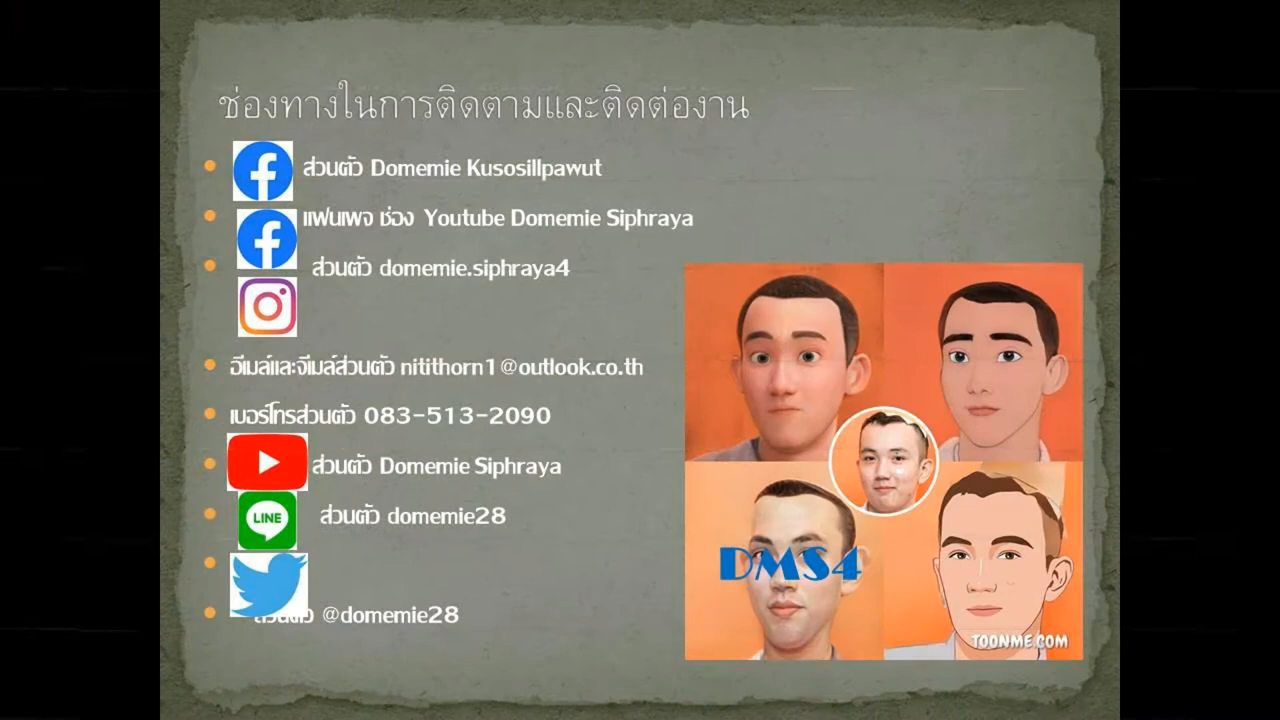 ช่องทางในการติดตามและติดต่องาน
ส่วนตัว Domemie Kusosillpawut
แฟนเพจ ช่อง Youtube Domemie Siphraya
ส่วนตัว domemie.siphraya4
อีเมล์และจีเมล์ส่วนตัว nitithorn1@outlook.co.th
เบอร์โทรส่วนตัว 083-513-2090
ส่วนตัว Domemie Siphraya
LINE ส่วนตัว domemie28
ส่วนตัว @domemie28
DMS4
TOONME.COM